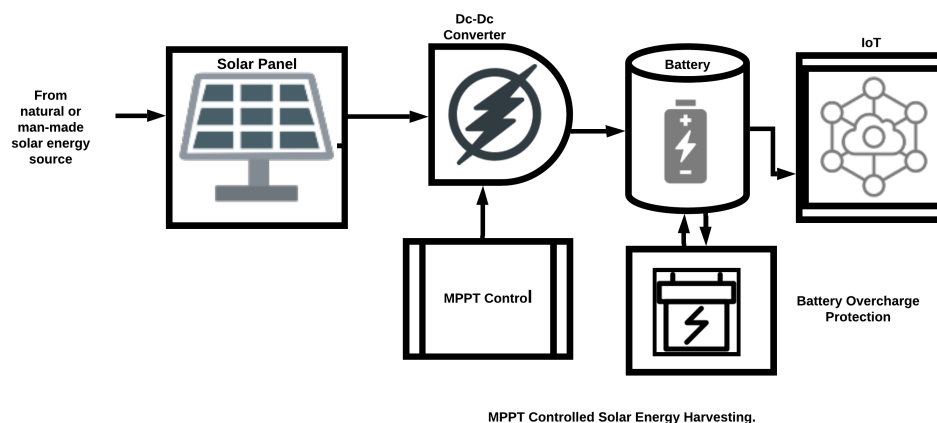 Dc-Dc
Converter
IoT
Solar Panel
Battery
From
natural or
man-made
solar energy
source
MPPT Control
Battery Overcharge
Protection
MPPT Controlled Solar Energy Harvesting.